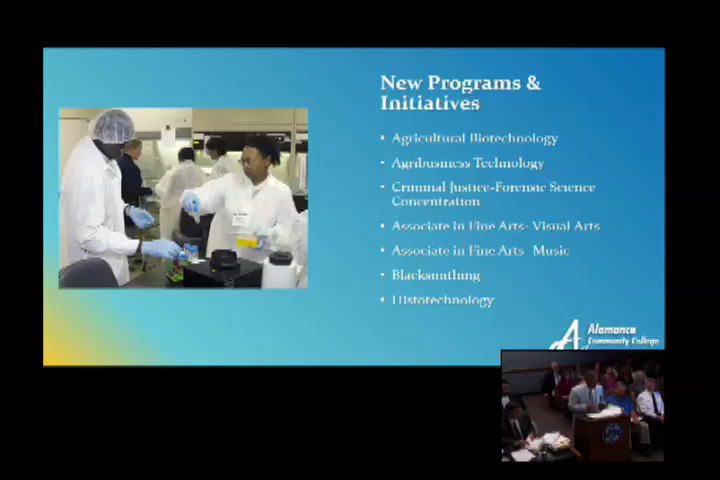 New Programs &
Initiatives
• Agricultural Biotechnology
• Agribusiness Technology
• Criminal Justice-Forensic Science
Concentration
• Associate in Fine Arts- Visual Arts
• Associate in Fine Arts- Music
• Blacksmithing
• Histotechnology
Alamance
Community College